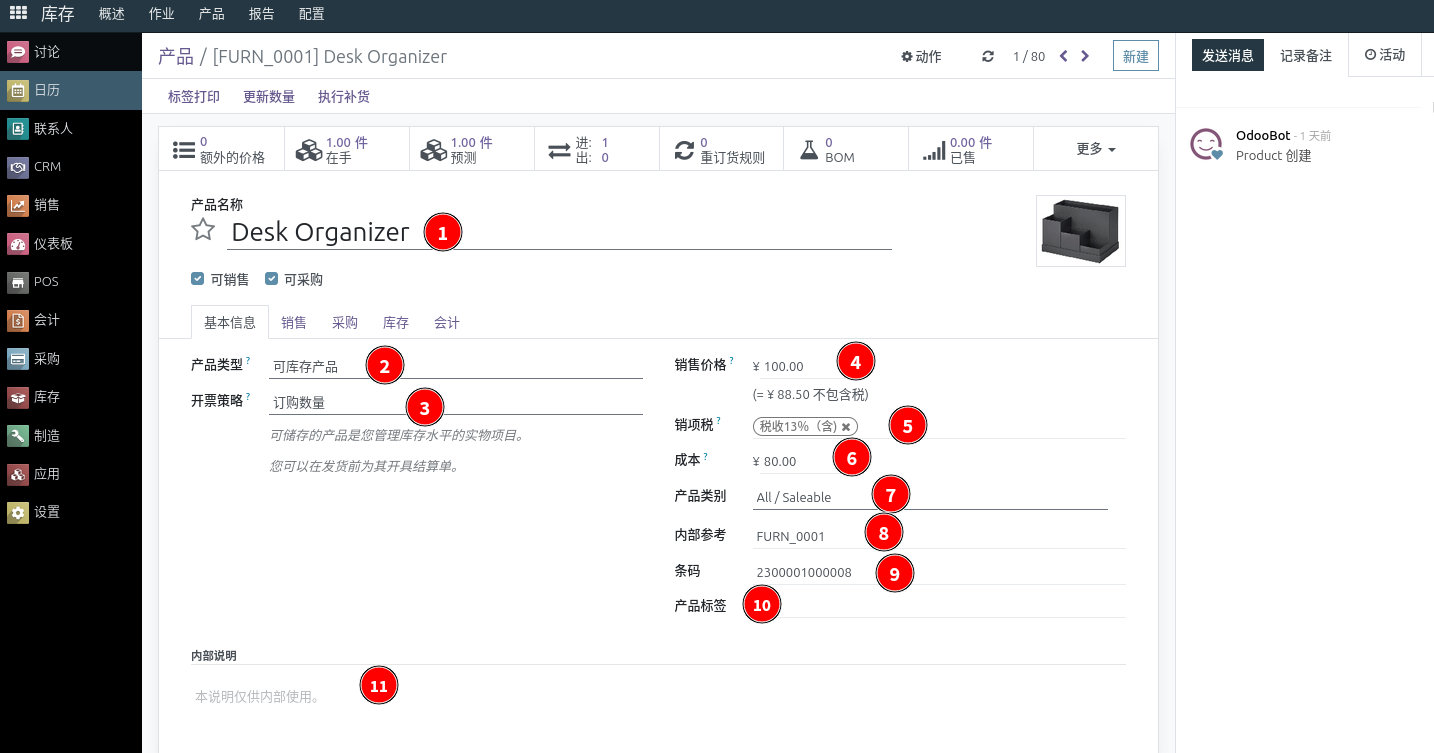 库存 概述 作业 产品 报告 配置
讨论
日历
联系人
CRM
销售
仪表板
POS
会计
采购
库存
制造
应用
设置
产品 / [FURN_0001] Desk Organizer
动作
1 / 80
新建
标签打印 更新数量 执行补货
0 额外的价格
1.00 件 在手
1.00 件 预测
进: 1
出: 0
0 重订货规则
0 BOM
0.00 件 已售
更多
产品名称
Desk Organizer 1
可销售 可采购
基本信息 销售 采购 库存 会计
产品类型 ? 可库存产品 2
开票策略 ? 订购数量 3
可储存的产品是您管理库存水平的实物项目。
您可以在发货前为其开具结算单。
销售价格 ? ¥ 100.00 4
(= ¥ 88.50 不包含税)
销项税 ? 税收13%（含) ✖ 5
成本 ? ¥ 80.00 6
产品类别 All / Saleable 7
内部参考 FURN_0001 8
条码 2300001000008 9
产品标签 10
内部说明
本说明仅供内部使用。 11
发送消息 记录备注 活动
OdooBot - 1 天前
Product 创建